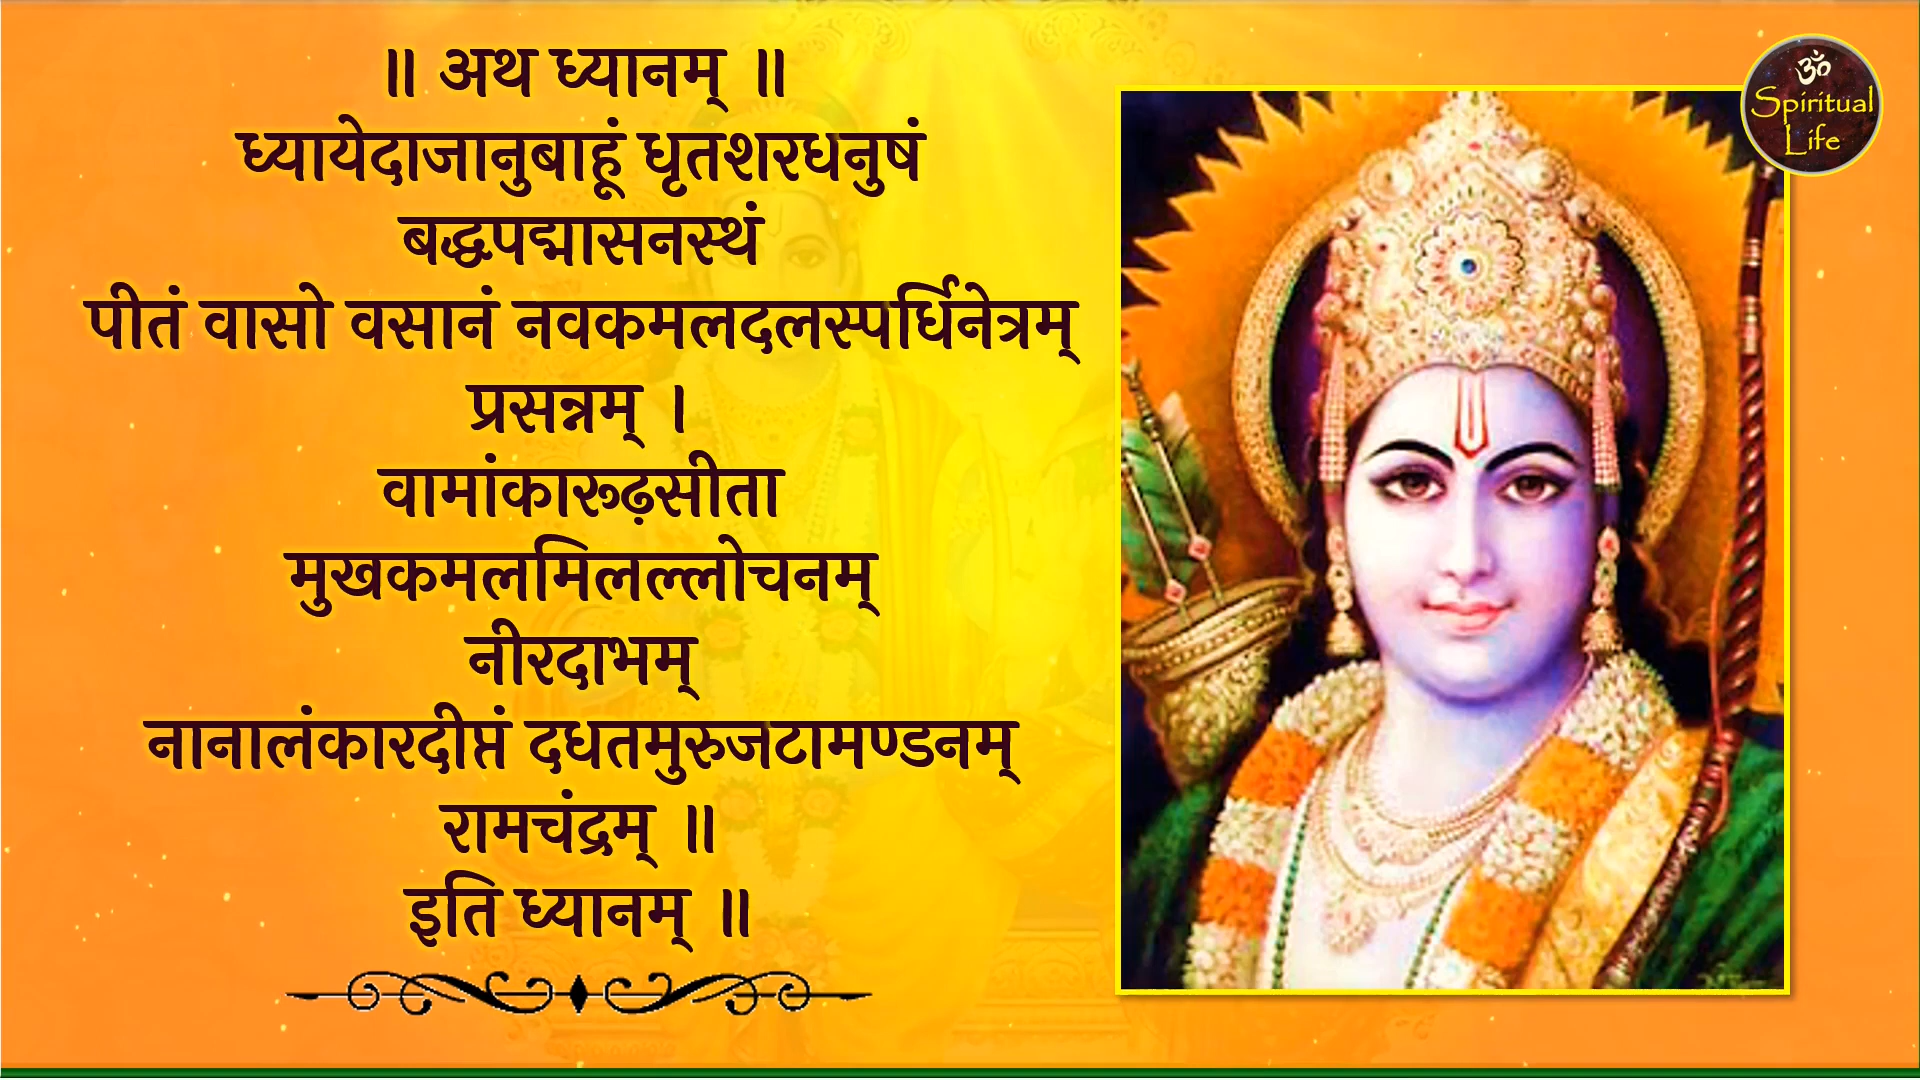 ॥ अथ ध्यानम् ॥
ध्यायेदाजानुबाहूं धृतशरधनुषं
बद्धपद्मासनस्थं
पीतं वासो वसानं नवकमलदलस्पर्धिनेत्रम्
प्रसन्नम् ।
वामांकारूढ़सीता
मुखकमलमिलल्लोचनम्
नीरदाभम्
नानालंकारदीप्तं दधतमुरुजटामण्डनम्
रामचंद्रम् ॥
इति ध्यानम् ॥
ॐ
Spiritual
Life